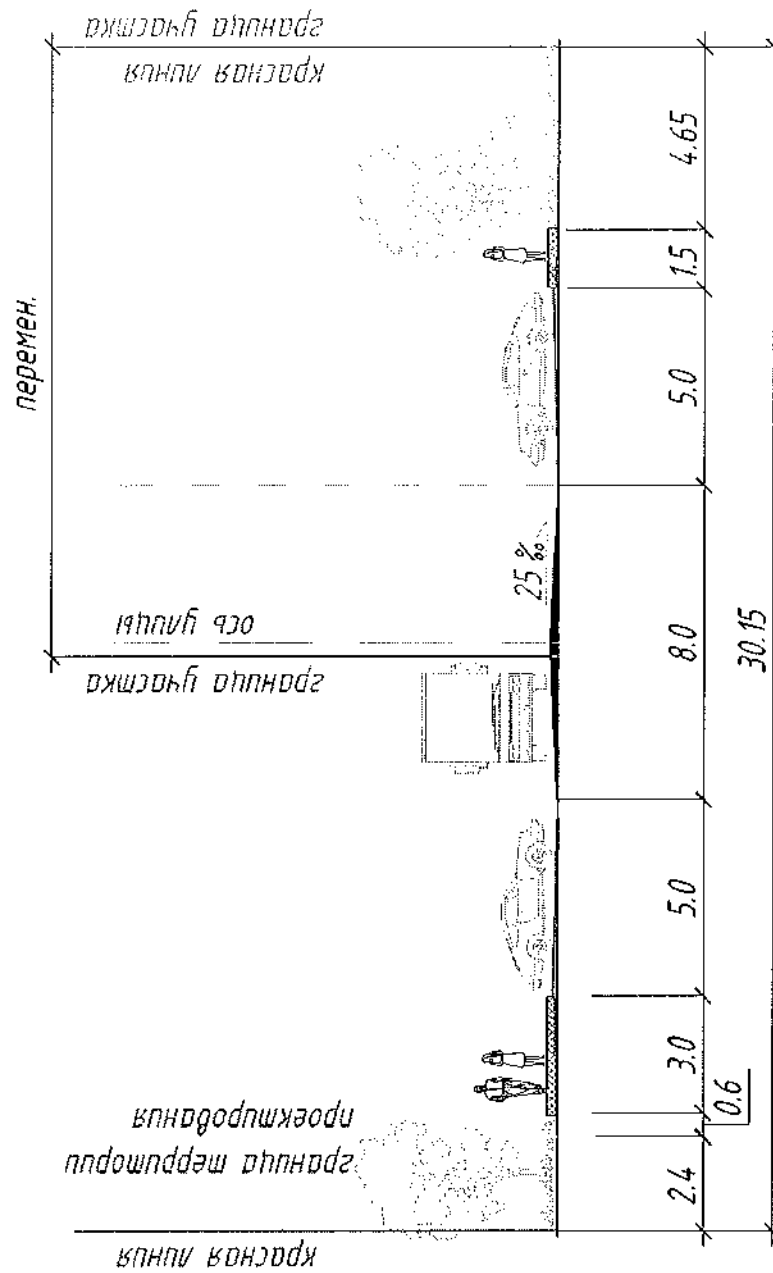 красная линия
граница территории
проектирования
граница участка
ось улицы
красная линия
граница участка
перемен.
25 ‰
2.4
0.6
3.0
5.0
8.0
5.0
1.5
4.65
30.15